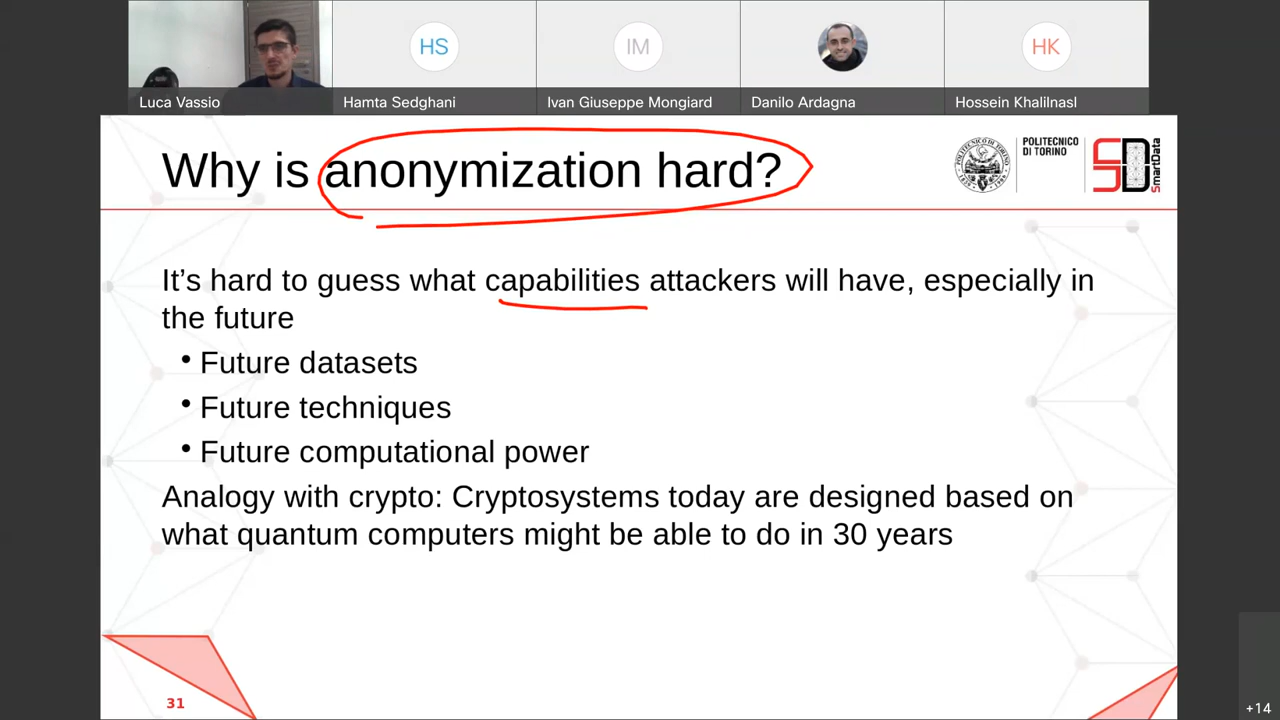 HS
IM
HK
Luca Vassio
Hamta Sedghani
Ivan Giuseppe Mongiard
Danilo Ardagna
Hossein Khalilnasl
Why is anonymization hard?
POLITECNICO
DI TORINO
SD
SmartData
It's hard to guess what capabilities attackers will have, especially in
the future
• Future datasets
• Future techniques
• Future computational power
Analogy with crypto: Cryptosystems today are designed based on
what quantum computers might be able to do in 30 years
31
+14